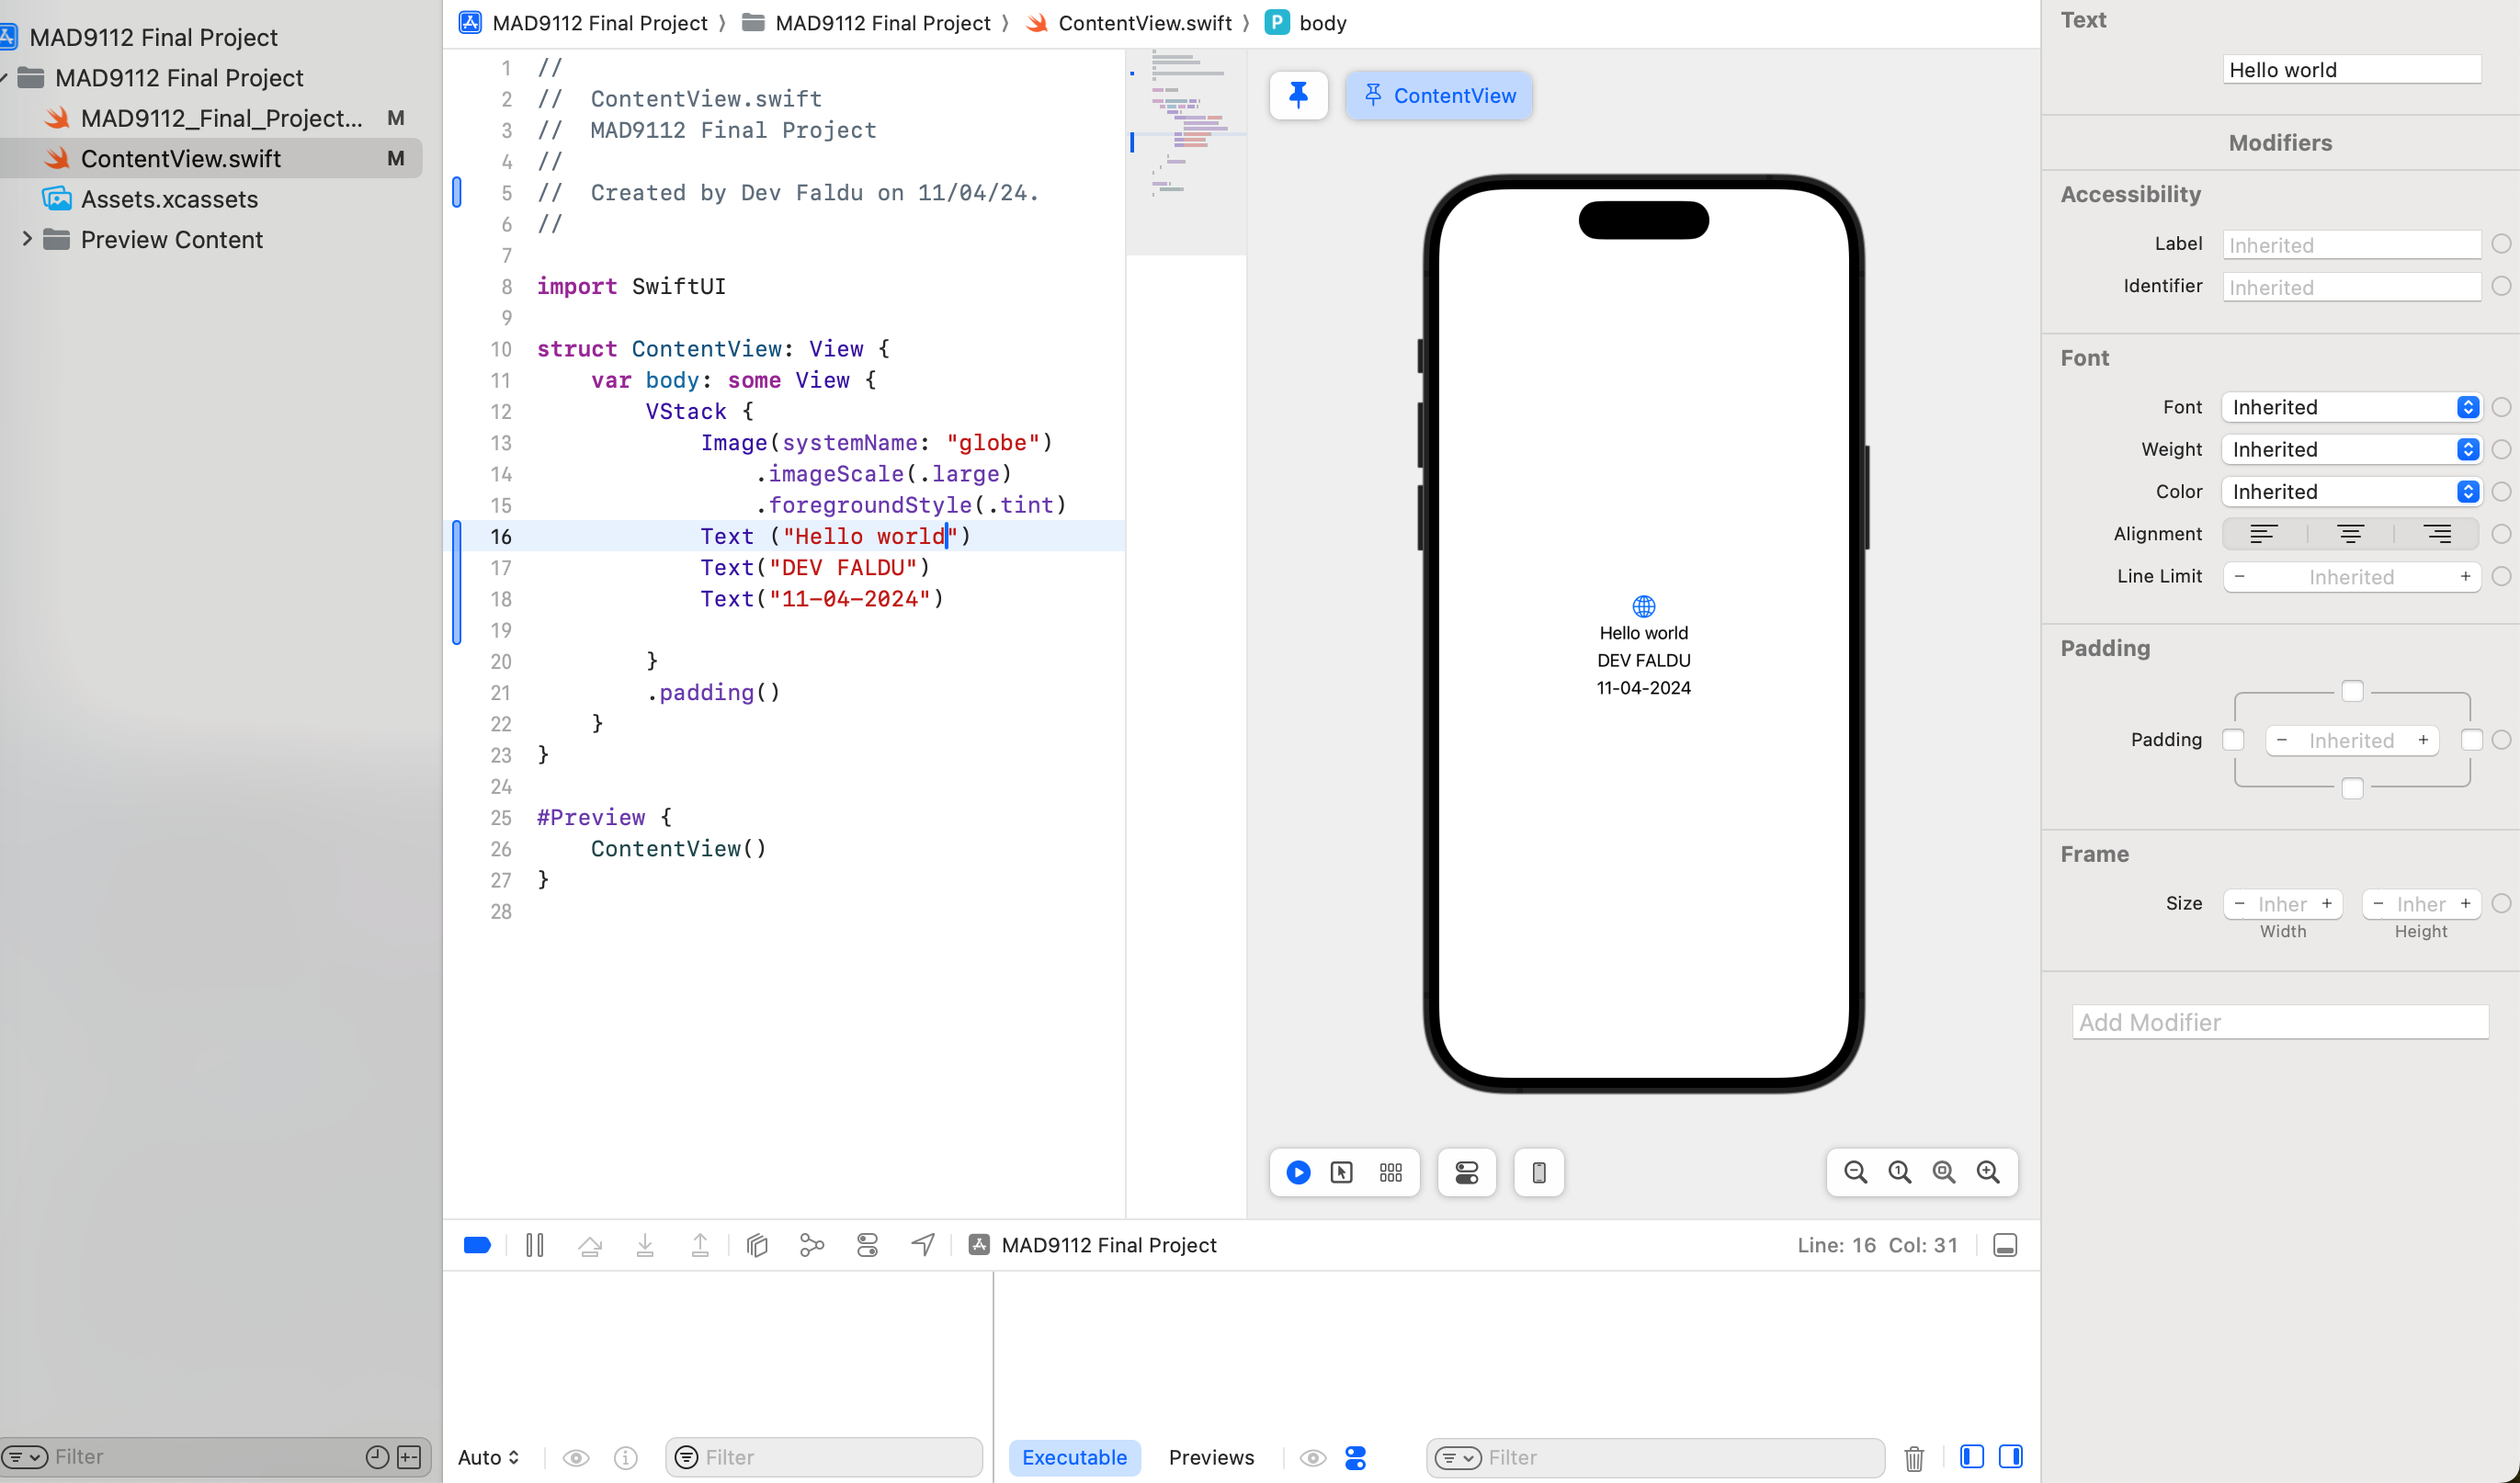 MAD9112 Final Project
MAD9112 Final Project
MAD9112_Final_Project... M
ContentView.swift M
Assets.xcassets
Preview Content
Filter
MAD9112 Final Project 〉 MAD9112 Final Project 〉 ContentView.swift 〉 P body
1 //
2 //  ContentView.swift
3 //  MAD9112 Final Project
4 //
5 //  Created by Dev Faldu on 11/04/24.
6 //
7
8 import SwiftUI
9
10 struct ContentView: View {
11     var body: some View {
12         VStack {
13             Image(systemName: "globe")
14                 .imageScale(.large)
15                 .foregroundStyle(.tint)
16             Text ("Hello world")
17             Text("DEV FALDU")
18             Text("11-04-2024")
19
20         }
21         .padding()
22     }
23 }
24
25 #Preview {
26     ContentView()
27 }
28
ContentView
Hello world
DEV FALDU
11-04-2024
MAD9112 Final Project
Line: 16 Col: 31
Auto
Filter
Executable
Previews
Filter
Text
Hello world
Modifiers
Accessibility
Label Inherited
Identifier Inherited
Font
Font Inherited
Weight Inherited
Color Inherited
Alignment
Line Limit − Inherited +
Padding
Padding − Inherited +
Frame
Size − Inher + − Inher +
Width Height
Add Modifier